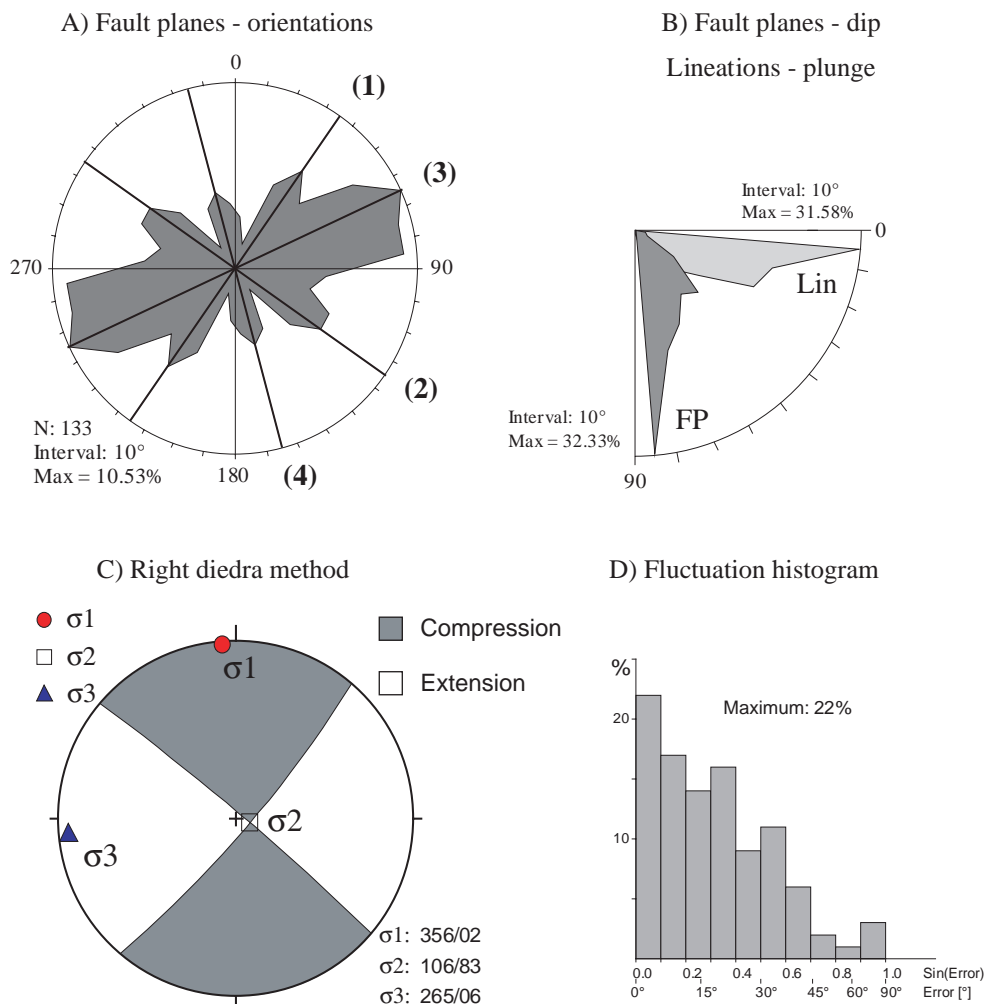 A) Fault planes - orientations
0
(1)
(3)
270
90
(2)
N: 133
Interval: 10°
Max = 10.53%
180
(4)
B) Fault planes - dip
Lineations - plunge
Interval: 10°
Max = 31.58%
0
Lin
Interval: 10°
Max = 32.33%
FP
90
C) Right diedra method
σ1
σ2
σ3
Compression
Extension
σ1
σ2
σ3
σ1: 356/02
σ2: 106/83
σ3: 265/06
D) Fluctuation histogram
%
Maximum: 22%
20
10
0.0 0.2 0.4 0.6 0.8 1.0 Sin(Error)
0° 15° 30° 45° 60° 90° Error [°]